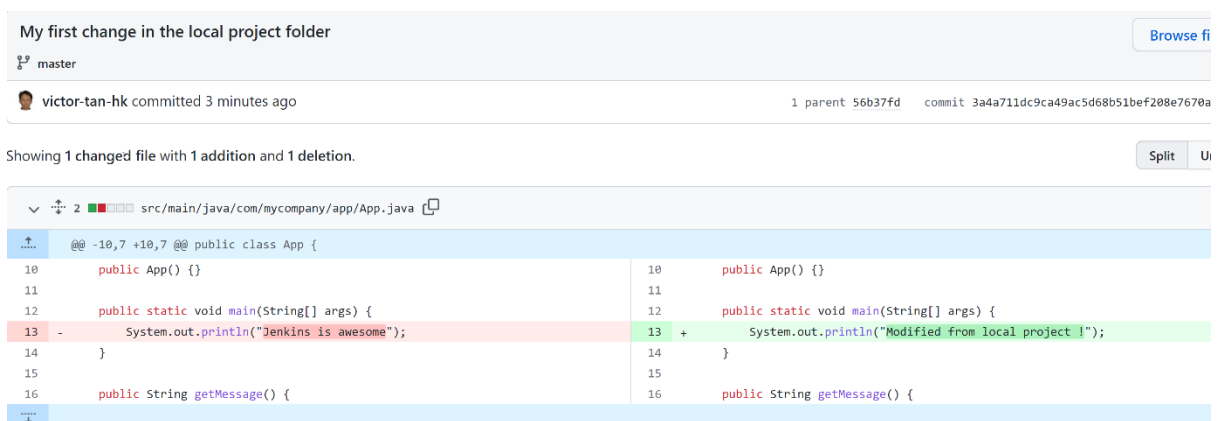 My first change in the local project folder
Browse fi
master
victor-tan-hk committed 3 minutes ago
1 parent 56b37fd commit 3a4a711dc9ca49ac5d68b51bef208e7670a
Showing 1 changed file with 1 addition and 1 deletion.
Split Un
2 src/main/java/com/mycompany/app/App.java
@@ -10,7 +10,7 @@ public class App {
10 public App() {} 10 public App() {}
11 11
12 public static void main(String[] args) { 12 public static void main(String[] args) {
13 - System.out.println("Jenkins is awesome"); 13 + System.out.println("Modified from local project !");
14 } 14 }
15 15
16 public String getMessage() { 16 public String getMessage() {